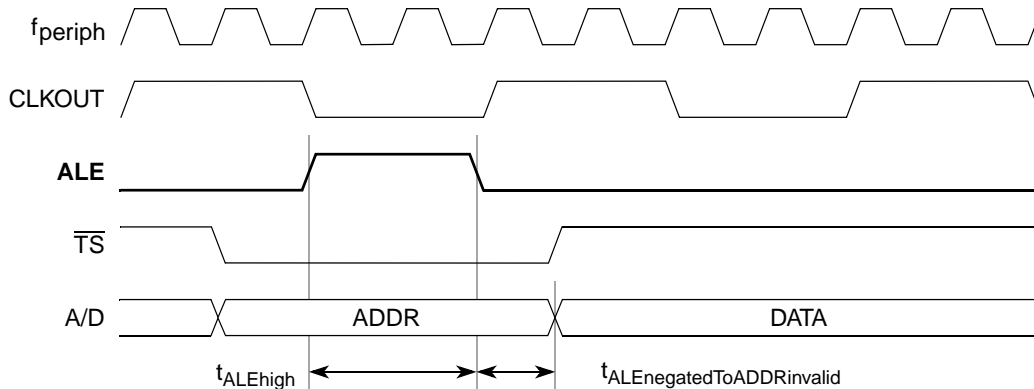 fperiph
CLKOUT
ALE
TS
A/D
ADDR
DATA
tALEhigh
tALEnegatedToADDRinvalid